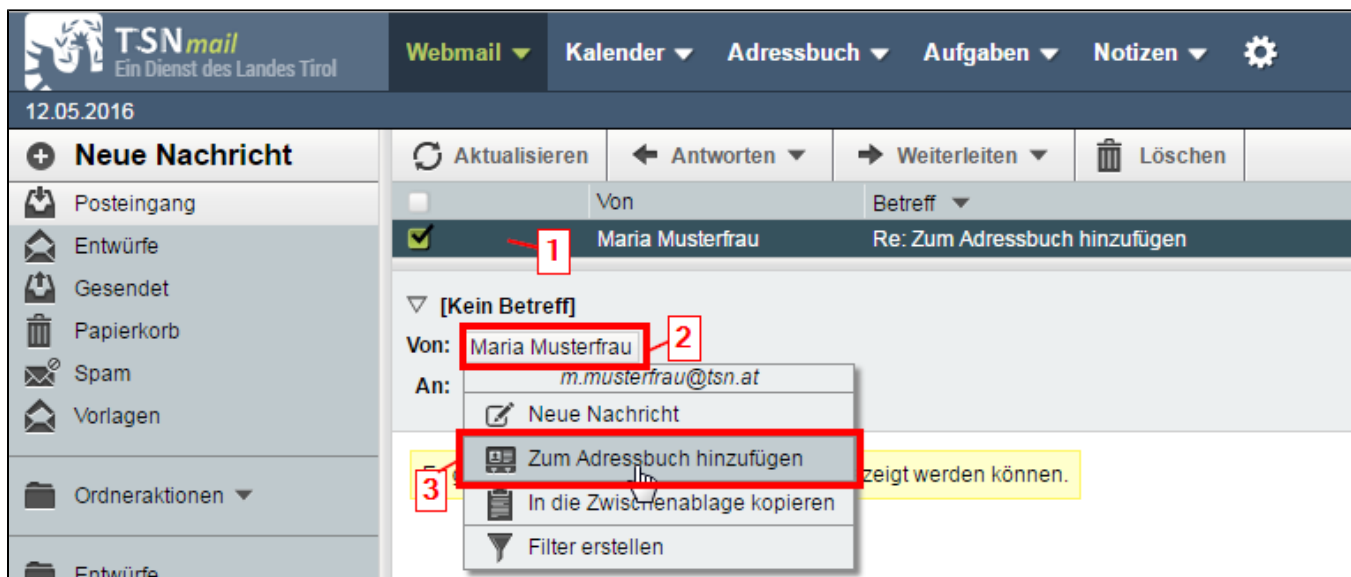 TSNmail
Ein Dienst des Landes Tirol
Webmail Kalender Adressbuch Aufgaben Notizen
12.05.2016
Neue Nachricht
Aktualisieren Antworten Weiterleiten Löschen
Posteingang
Von Betreff
Entwürfe
1
Maria Musterfrau Re: Zum Adressbuch hinzufügen
Gesendet
[Kein Betreff]
Papierkorb
Von: Maria Musterfrau
2
Spam
An:
m.musterfrau@tsn.at
Vorlagen
Neue Nachricht
3
Zum Adressbuch hinzufügen
zeigt werden können.
Ordneraktionen
In die Zwischenablage kopieren
Filter erstellen
Entwürfe